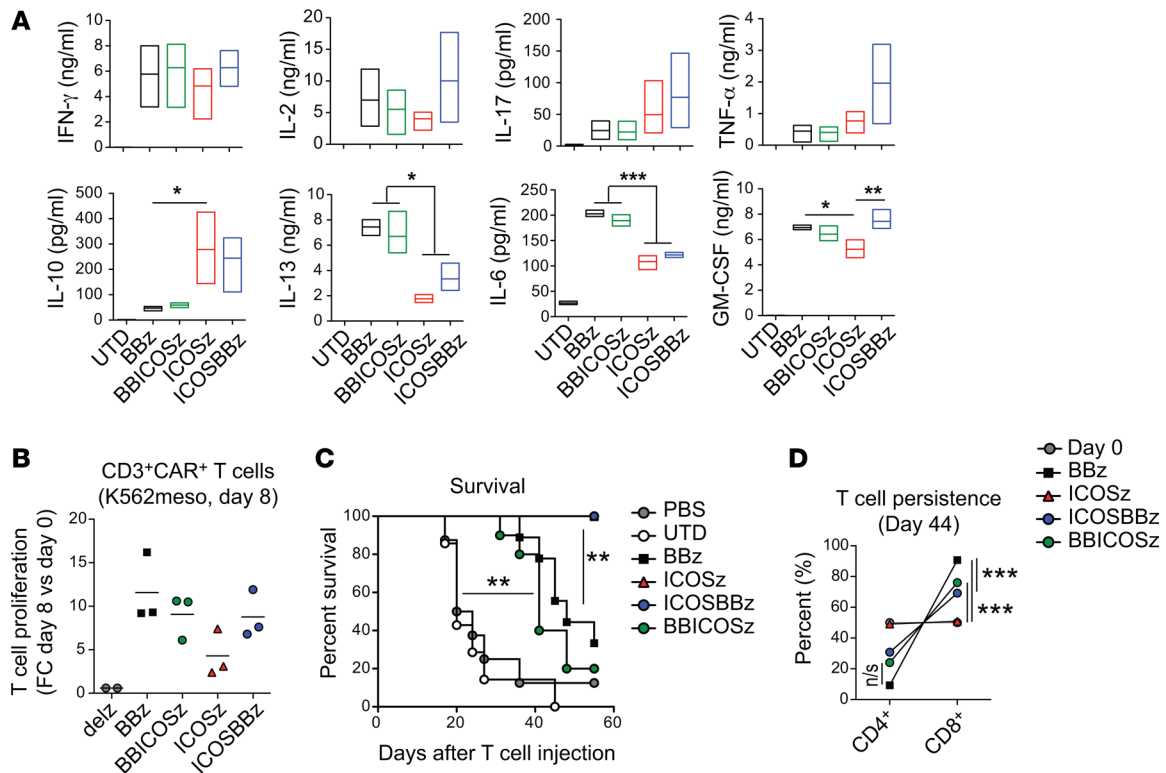 A
IFN-γ (ng/ml)
10
8
6
4
2
0
IL-2 (ng/ml)
20
15
10
5
0
IL-17 (pg/ml)
200
150
100
50
0
TNF-α (ng/ml)
4
3
2
1
0
IL-10 (pg/ml)
500
400
300
200
100
0
*
UTD
BBz
BBICOSz
ICOSz
ICOSBBz
IL-13 (ng/ml)
10
8
6
4
2
0
*
UTD
BBz
BBICOSz
ICOSz
ICOSBBz
IL-6 (pg/ml)
250
200
150
100
50
0
***
UTD
BBz
BBICOSz
ICOSz
ICOSBBz
GM-CSF (ng/ml)
10
8
6
4
2
0
*
**
UTD
BBz
BBICOSz
ICOSz
ICOSBBz
B
CD3+CAR+ T cells
(K562meso, day 8)
T cell proliferation
(FC day 8 vs day 0)
20
15
10
5
0
delz
BBz
BBICOSz
ICOSz
ICOSBBz
C
Survival
Percent survival
100
80
60
40
20
0
0
20
40
60
Days after T cell injection
**
**
PBS
UTD
BBz
ICOSz
ICOSBBz
BBICOSz
D
T cell persistence
(Day 44)
Percent (%)
100
80
60
40
20
0
n/s
***
***
CD4+
CD8+
Day 0
BBz
ICOSz
ICOSBBz
BBICOSz